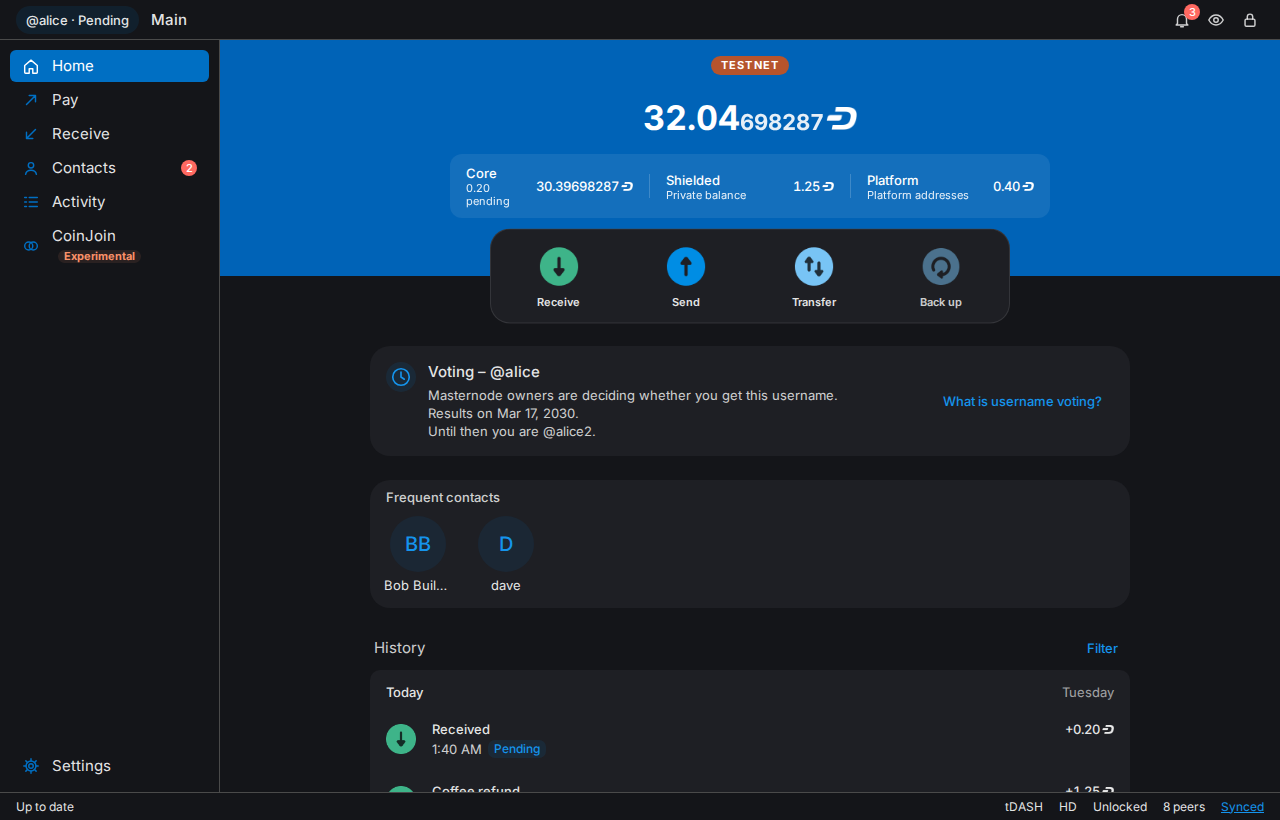 @alice · Pending
Main
3
Home
Pay
Receive
Contacts
2
Activity
CoinJoin
Experimental
Settings
TESTNET
32.04698287
Core
0.20 pending
30.39698287
Shielded
Private balance
1.25
Platform
Platform addresses
0.40
Receive
Send
Transfer
Back up
Voting – @alice
Masternode owners are deciding whether you get this username.
Results on Mar 17, 2030.
Until then you are @alice2.
What is username voting?
Frequent contacts
BB
D
Bob Buil...
dave
History
Filter
Today
Tuesday
Received
+0.20
1:40 AM
Pending
Coffee refund
+1.25
Up to date
tDASH
HD
Unlocked
8 peers
Synced